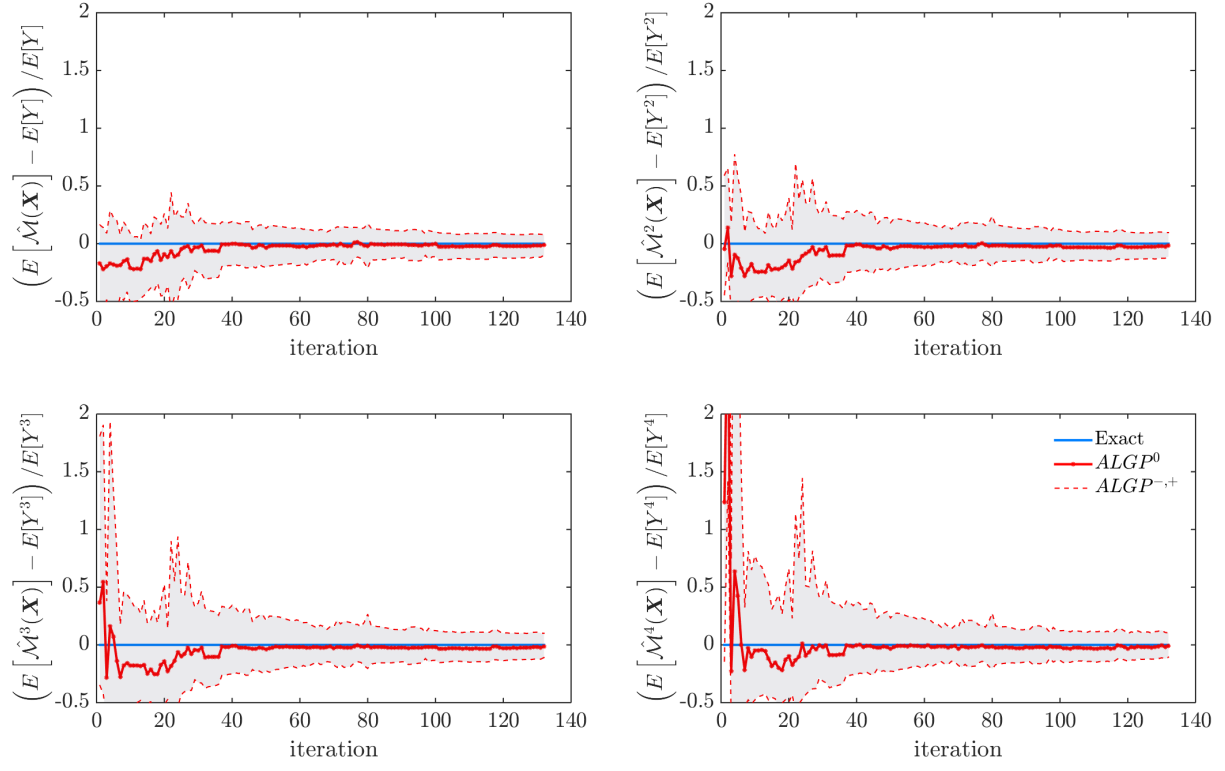 (E [ℳ̂(X)] − E[Y]) /E[Y]
2
1.5
1
0.5
0
-0.5
0 20 40 60 80 100 120 140
iteration
(E [ℳ̂²(X)] − E[Y²]) /E[Y²]
2
1.5
1
0.5
0
-0.5
0 20 40 60 80 100 120 140
iteration
(E [ℳ̂³(X)] − E[Y³]) /E[Y³]
2
1.5
1
0.5
0
-0.5
0 20 40 60 80 100 120 140
iteration
(E [ℳ̂⁴(X)] − E[Y⁴]) /E[Y⁴]
2
1.5
1
0.5
0
-0.5
0 20 40 60 80 100 120 140
iteration
Exact
ALGP⁰
ALGP⁻,⁺